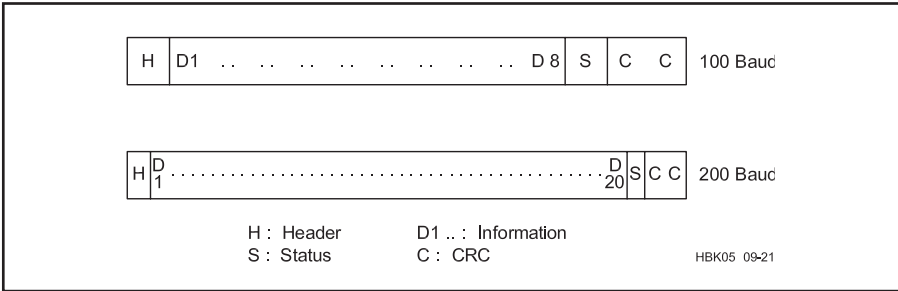 H D1 .. .. .. .. .. .. .. .. D 8 S C C 100 Baud
H D 1 .......................................... D 20 S C C 200 Baud
H : Header D1 .. : Information
S : Status C : CRC
HBK05 09-21